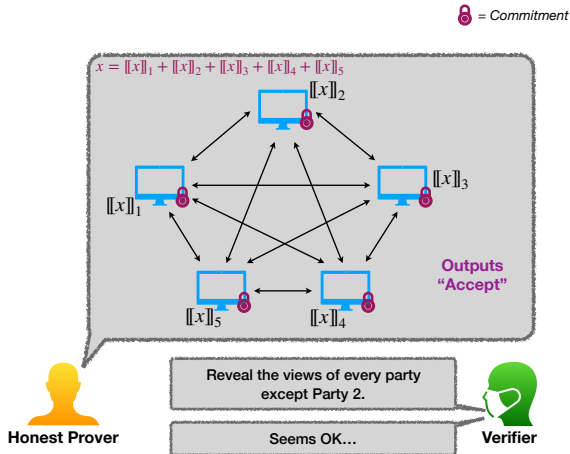 = Commitment
x = [[x]]₁ + [[x]]₂ + [[x]]₃ + [[x]]₄ + [[x]]₅
[[x]]₂
[[x]]₃
[[x]]₁
Outputs
“Accept”
[[x]]₅
[[x]]₄
Reveal the views of every party
except Party 2.
Honest Prover
Seems OK…
Verifier